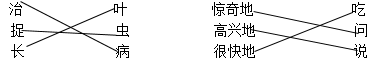 治 叶 惊奇地 吃
捉 虫 高兴地 问
长 病 很快地 说